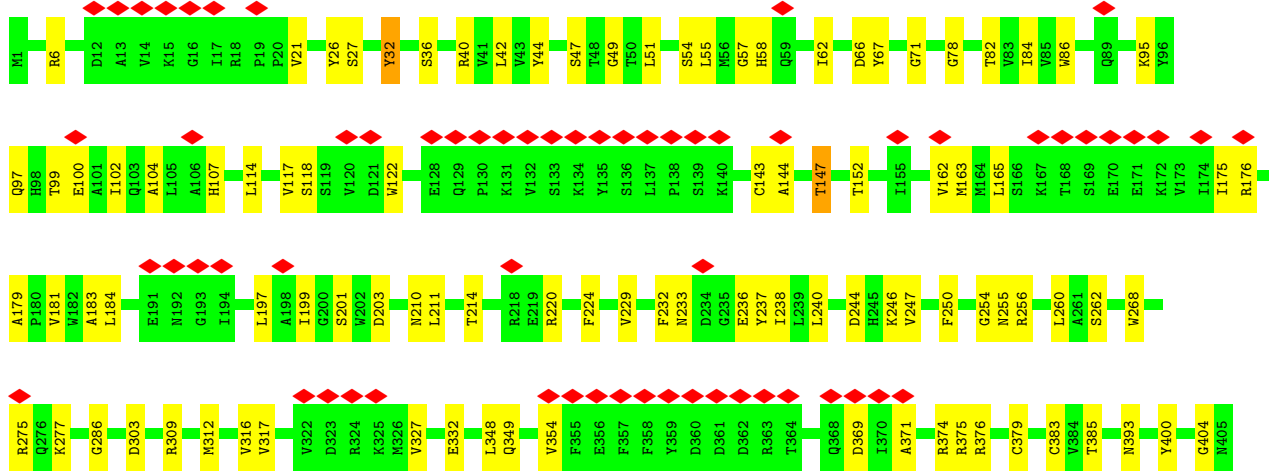 M1 R6 D12 A13 V14 K15 G16 I17 R18 P19 P20 V21 Y26 S27 Y32 S36 R40 V41 L42 V43 Y44 S47 T48 G49 T50 L51 S54 L55 M56 G57 H58 Q59 I62 D66 Y67 G71 G78 T82 V83 I84 V85 W86 Q89 K95 Y96
Q97 H98 T99 E100 A101 I102 Q103 A104 L105 A106 H107 L114 V117 S118 S119 V120 D121 W122 E128 Q129 P130 K131 V132 S133 K134 Y135 S136 L137 P138 S139 K140 C143 A144 T147 T152 I155 V162 M163 M164 L165 S166 K167 T168 S169 E170 E171 K172 V173 I174 I175 R176
A179 P180 V181 W182 A183 L184 E191 N192 G193 I194 L197 A198 I199 G200 S201 W202 D203 N210 L211 T214 R218 E219 R220 F224 V229 F232 N233 D234 G235 E236 Y237 I238 L239 L240 D244 H245 K246 V247 F250 G254 N255 R256 L260 A261 S262 W268
R275 Q276 K277 G286 D303 R309 M312 V316 V317 V322 D323 R324 K325 M326 V327 E332 L348 Q349 V354 F355 E356 F357 F358 Y359 D360 D361 D362 R363 T364 Q368 D369 I370 A371 R374 R375 R376 C379 C383 V384 T385 N393 Y400 G404 N405